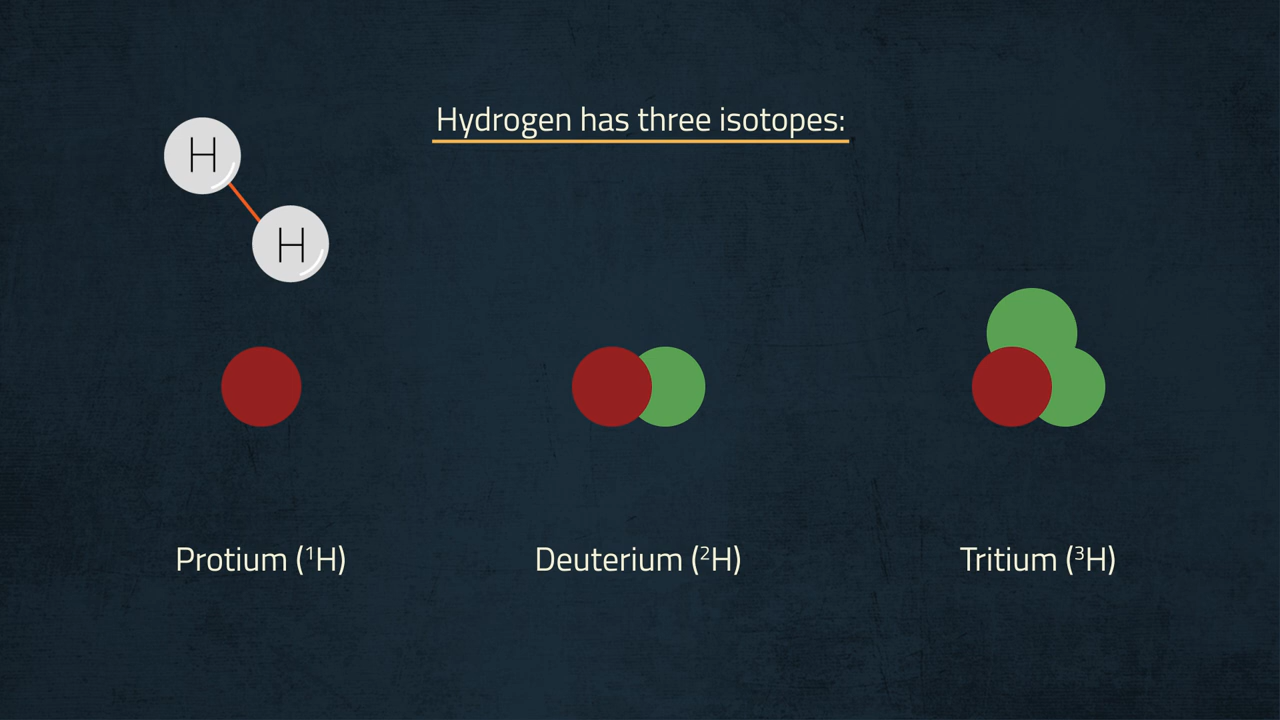 Hydrogen has three isotopes:
H
H
Protium (¹H)
Deuterium (²H)
Tritium (³H)